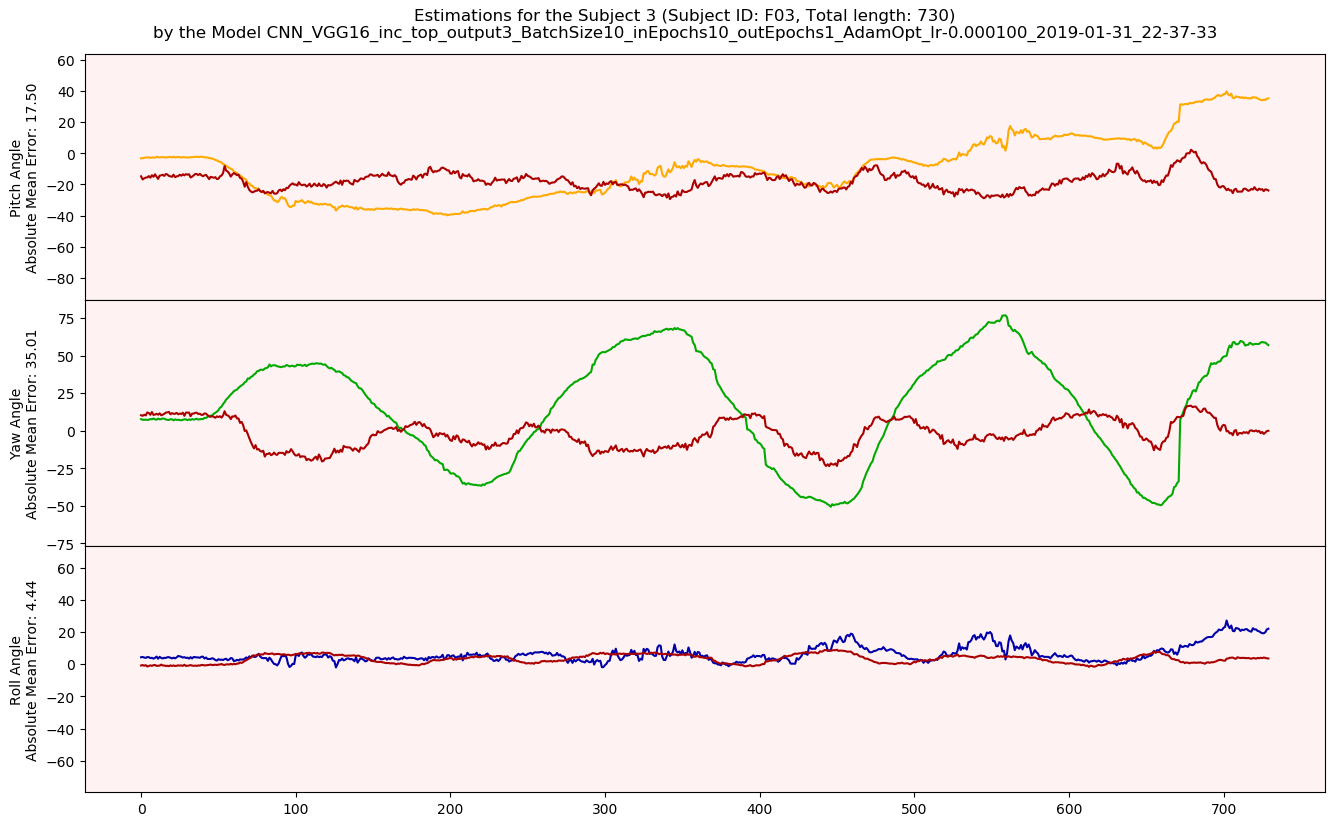 Estimations for the Subject 3 (Subject ID: F03, Total length: 730)
by the Model CNN_VGG16_inc_top_output3_BatchSize10_inEpochs10_outEpochs1_AdamOpt_lr-0.000100_2019-01-31_22-37-33
Pitch Angle
Absolute Mean Error: 17.50
60
40
20
0
−20
−40
−60
−80
Yaw Angle
Absolute Mean Error: 35.01
75
50
25
0
−25
−50
−75
Roll Angle
Absolute Mean Error: 4.44
60
40
20
0
−20
−40
−60
0 100 200 300 400 500 600 700